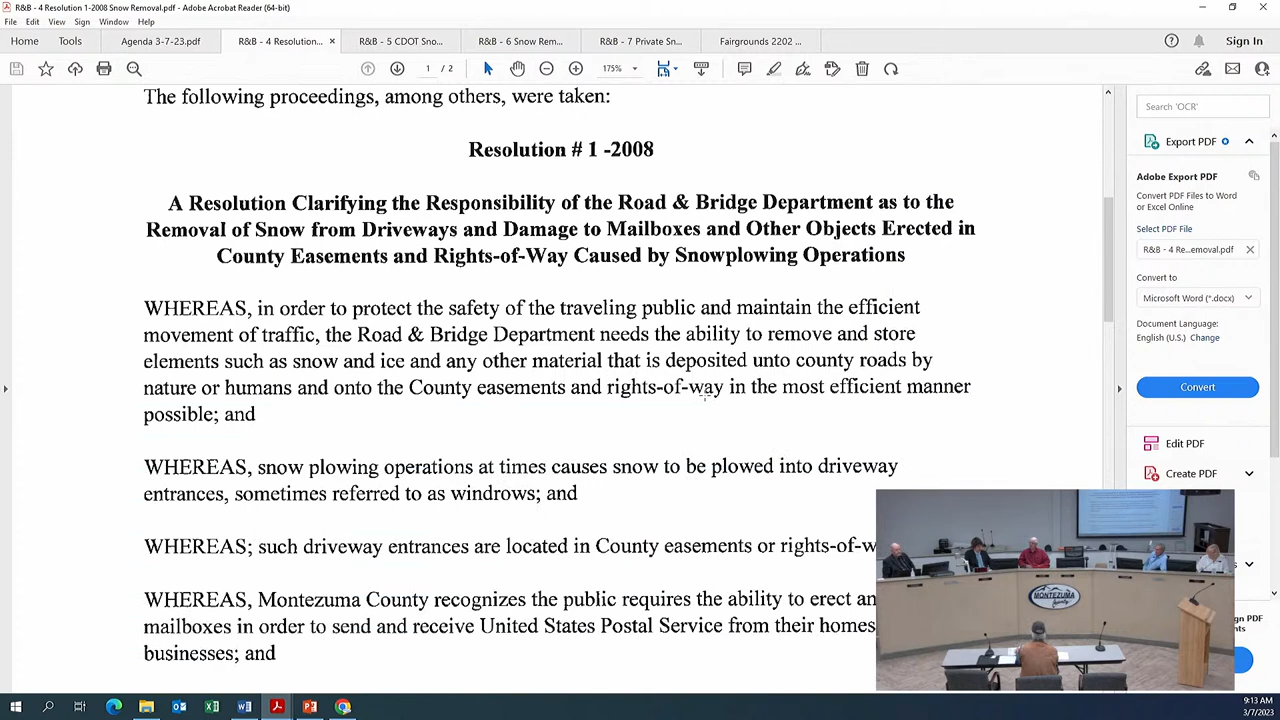 R&B - 4 Resolution 1-2008 Snow Removal.pdf - Adobe Acrobat Reader (64-bit)
File Edit View Sign Window Help
Home Tools Agenda 3-7-23.pdf R&B - 4 Resolution... × R&B - 5 CDOT Sno... R&B - 6 Snow Rem... R&B - 7 Private Sn... Fairgrounds 2202 ... Sign In
1 / 2 175%
The following proceedings, among others, were taken:
Resolution # 1 -2008
A Resolution Clarifying the Responsibility of the Road & Bridge Department as to the
Removal of Snow from Driveways and Damage to Mailboxes and Other Objects Erected in
County Easements and Rights-of-Way Caused by Snowplowing Operations
WHEREAS, in order to protect the safety of the traveling public and maintain the efficient
movement of traffic, the Road & Bridge Department needs the ability to remove and store
elements such as snow and ice and any other material that is deposited unto county roads by
nature or humans and onto the County easements and rights-of-way in the most efficient manner
possible; and
WHEREAS, snow plowing operations at times causes snow to be plowed into driveway
entrances, sometimes referred to as windrows; and
WHEREAS; such driveway entrances are located in County easements or rights-of-w
WHEREAS, Montezuma County recognizes the public requires the ability to erect an
mailboxes in order to send and receive United States Postal Service from their homes
businesses; and
Search 'OCR'
Export PDF
Adobe Export PDF
Convert PDF Files to Word
or Excel Online
Select PDF File
R&B - 4 Re...emoval.pdf
Convert to
Microsoft Word (*.docx)
Document Language:
English (U.S.) Change
Convert
Edit PDF
Create PDF
MONTEZUMA
County
9:13 AM
3/7/2023